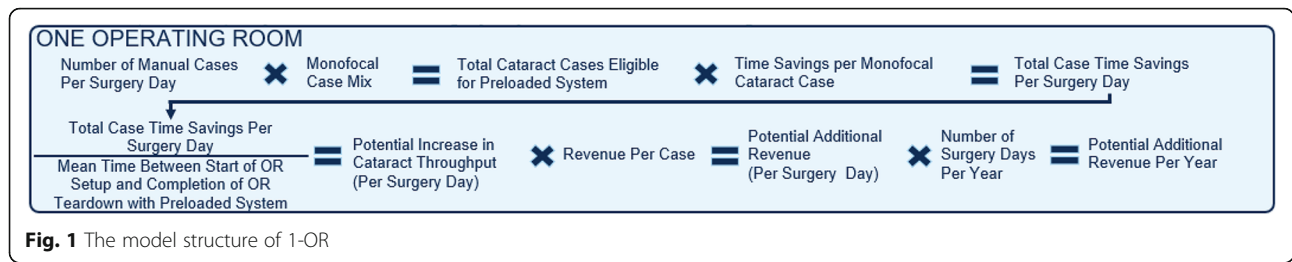 ONE OPERATING ROOM
Number of Manual Cases
Per Surgery Day
Monofocal
Case Mix
Total Cataract Cases Eligible
for Preloaded System
Time Savings per Monofocal
Cataract Case
Total Case Time Savings
Per Surgery Day
Total Case Time Savings Per
Surgery Day
Mean Time Between Start of OR
Setup and Completion of OR
Teardown with Preloaded System
Potential Increase in
Cataract Throughput
(Per Surgery Day)
Revenue Per Case
Potential Additional
Revenue
(Per Surgery Day)
Number of
Surgery Days
Per Year
Potential Additional
Revenue Per Year
Fig. 1 The model structure of 1-OR